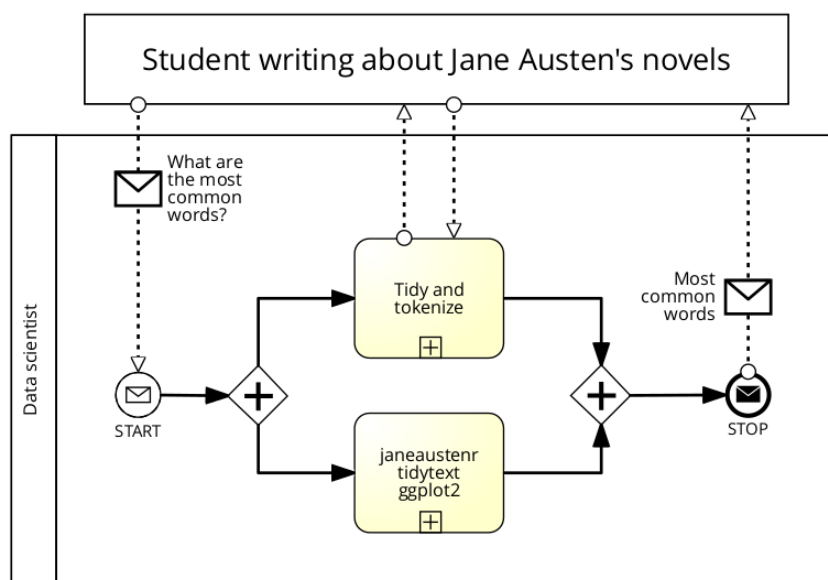 Student writing about Jane Austen's novels
What are
the most
common
words?
Tidy and
tokenize
Most
common
words
Data scientist
START
STOP
janeaustenr
tidytext
ggplot2